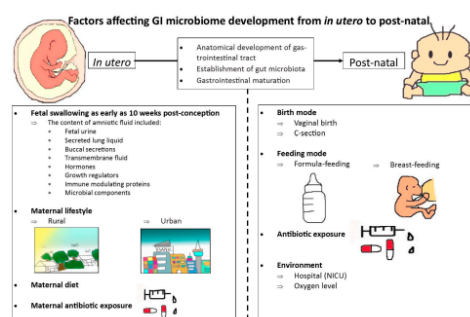 Factors affecting GI microbiome development from in utero to post-natal
In utero
• Anatomical development of gas-
trointestinal tract
• Establishment of gut microbiota
• Gastrointestinal maturation
Post-natal
• Fetal swallowing as early as 10 weeks post-conception
⇒ The content of amniotic fluid included:
• Fetal urine
• Secreted lung liquid
• Buccal secretions
• Transmembrane fluid
• Hormones
• Growth regulators
• Immune modulating proteins
• Microbial components
• Maternal lifestyle
⇒ Rural
⇒ Urban
• Maternal diet
• Maternal antibiotic exposure
• Birth mode
⇒ Vaginal birth
⇒ C-section
• Feeding mode
⇒ Formula-feeding
⇒ Breast-feeding
• Antibiotic exposure
• Environment
⇒ Hospital (NICU)
⇒ Oxygen level